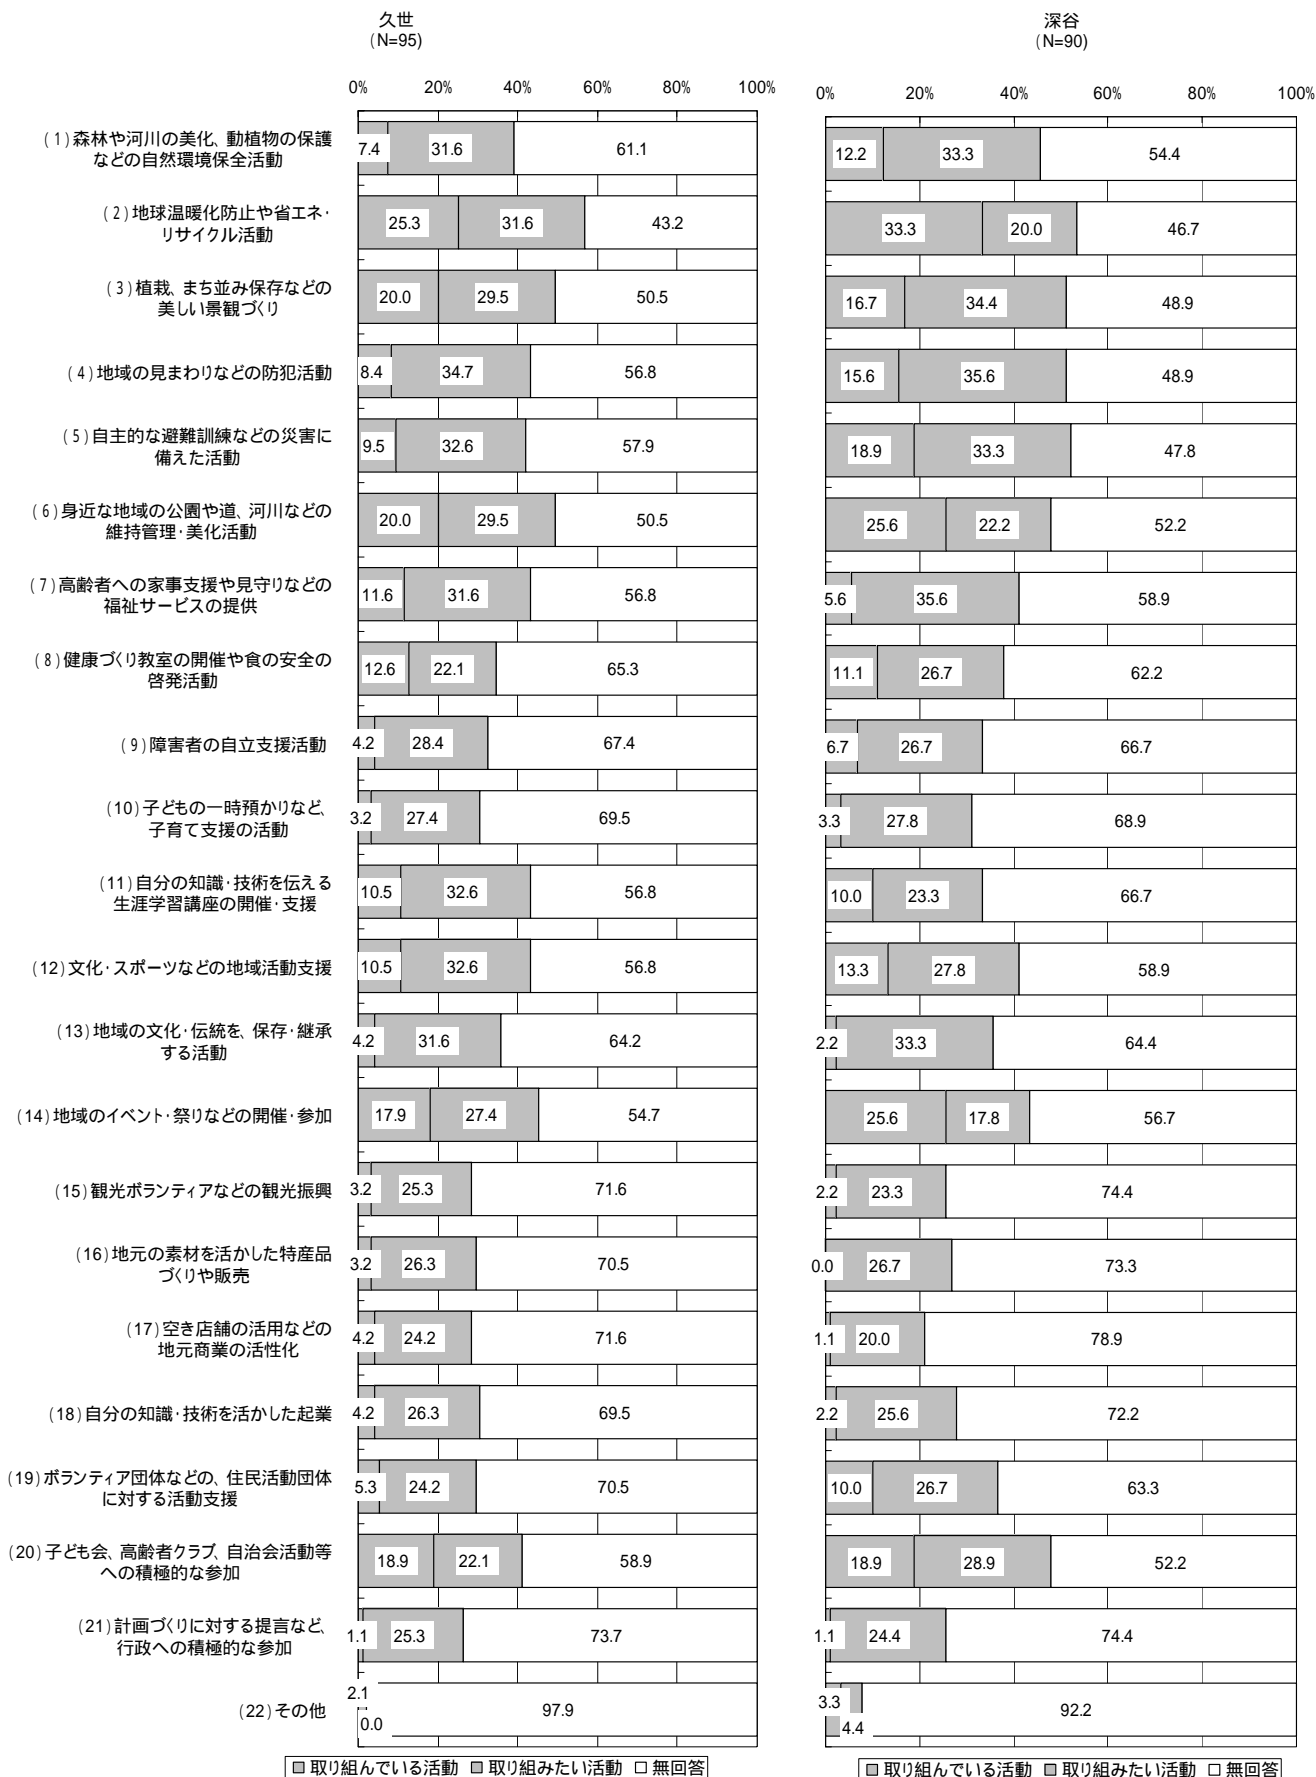 久世
(N=95)
深谷
(N=90)
0% 20% 40% 60% 80% 100%
0% 20% 40% 60% 80% 100%
(1)森林や河川の美化、動植物の保護
などの自然環境保全活動
7.4 31.6 61.1
12.2 33.3 54.4
(2)地球温暖化防止や省エネ・
リサイクル活動
25.3 31.6 43.2
33.3 20.0 46.7
(3)植栽、まち並み保存などの
美しい景観づくり
20.0 29.5 50.5
16.7 34.4 48.9
(4)地域の見まわりなどの防犯活動
8.4 34.7 56.8
15.6 35.6 48.9
(5)自主的な避難訓練などの災害に
備えた活動
9.5 32.6 57.9
18.9 33.3 47.8
(6)身近な地域の公園や道、河川などの
維持管理・美化活動
20.0 29.5 50.5
25.6 22.2 52.2
(7)高齢者への家事支援や見守りなどの
福祉サービスの提供
11.6 31.6 56.8
5.6 35.6 58.9
(8)健康づくり教室の開催や食の安全の
啓発活動
12.6 22.1 65.3
11.1 26.7 62.2
(9)障害者の自立支援活動
4.2 28.4 67.4
6.7 26.7 66.7
(10)子どもの一時預かりなど、
子育て支援の活動
3.2 27.4 69.5
3.3 27.8 68.9
(11)自分の知識・技術を伝える
生涯学習講座の開催・支援
10.5 32.6 56.8
10.0 23.3 66.7
(12)文化・スポーツなどの地域活動支援
10.5 32.6 56.8
13.3 27.8 58.9
(13)地域の文化・伝統を、保存・継承
する活動
4.2 31.6 64.2
2.2 33.3 64.4
(14)地域のイベント・祭りなどの開催・参加
17.9 27.4 54.7
25.6 17.8 56.7
(15)観光ボランティアなどの観光振興
3.2 25.3 71.6
2.2 23.3 74.4
(16)地元の素材を活かした特産品
づくりや販売
3.2 26.3 70.5
0.0 26.7 73.3
(17)空き店舗の活用などの
地元商業の活性化
4.2 24.2 71.6
1.1 20.0 78.9
(18)自分の知識・技術を活かした起業
4.2 26.3 69.5
2.2 25.6 72.2
(19)ボランティア団体などの、住民活動団体
に対する活動支援
5.3 24.2 70.5
10.0 26.7 63.3
(20)子ども会、高齢者クラブ、自治会活動等
への積極的な参加
18.9 22.1 58.9
18.9 28.9 52.2
(21)計画づくりに対する提言など、
行政への積極的な参加
1.1 25.3 73.7
1.1 24.4 74.4
(22)その他
2.1 0.0 97.9
3.3 4.4 92.2
取り組んでいる活動 取り組みたい活動 無回答
取り組んでいる活動 取り組みたい活動 無回答